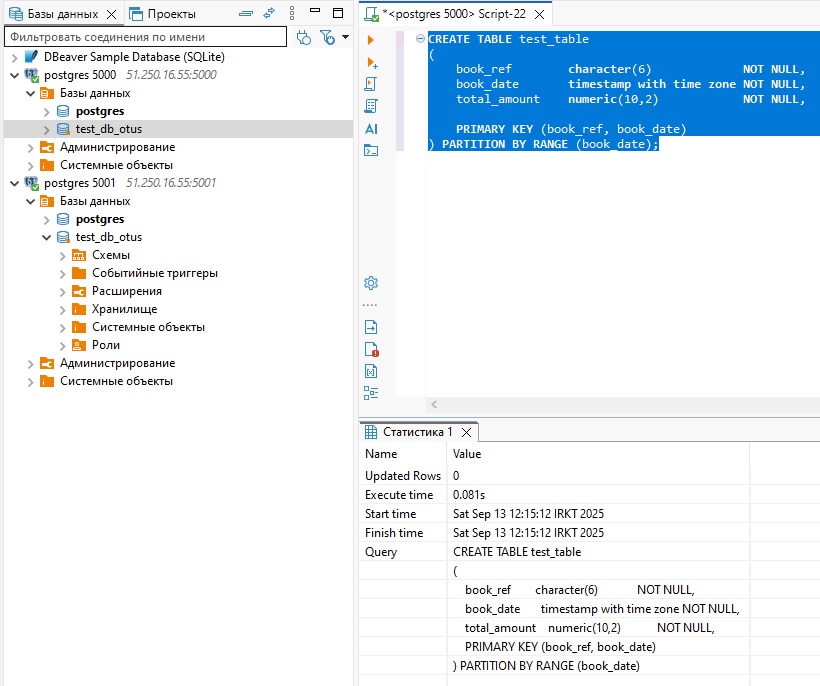 Базы данных
Проекты
Фильтровать соединения по имени
DBeaver Sample Database (SQLite)
postgres 5000 51.250.16.55:5000
Базы данных
postgres
test_db_otus
Администрирование
Системные объекты
postgres 5001 51.250.16.55:5001
Базы данных
postgres
test_db_otus
Схемы
Событийные триггеры
Расширения
Хранилище
Системные объекты
Роли
Администрирование
Системные объекты
*<postgres 5000> Script-22
AI
CREATE TABLE test_table
(
book_ref character(6) NOT NULL,
book_date timestamp with time zone NOT NULL,
total_amount numeric(10,2) NOT NULL,
PRIMARY KEY (book_ref, book_date)
) PARTITION BY RANGE (book_date);
Статистика 1
Name Value
Updated Rows 0
Execute time 0.081s
Start time Sat Sep 13 12:15:12 IRKT 2025
Finish time Sat Sep 13 12:15:12 IRKT 2025
Query CREATE TABLE test_table
(
book_ref character(6) NOT NULL,
book_date timestamp with time zone NOT NULL,
total_amount numeric(10,2) NOT NULL,
PRIMARY KEY (book_ref, book_date)
) PARTITION BY RANGE (book_date)